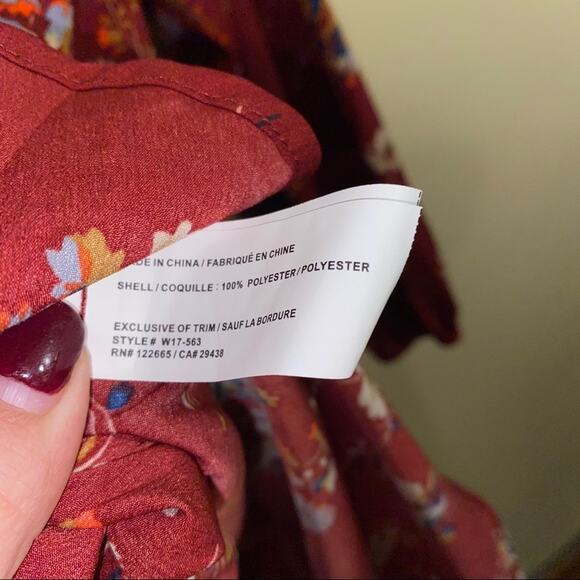 IN CHINA / FABRIQUÉ EN CHINE
SHELL / COQUILLE : 100% POLYESTER / POLYESTER
EXCLUSIVE OF TRIM / SAUF LA BORDURE
STYLE # W17-563
RN# 122665 / CA# 29438